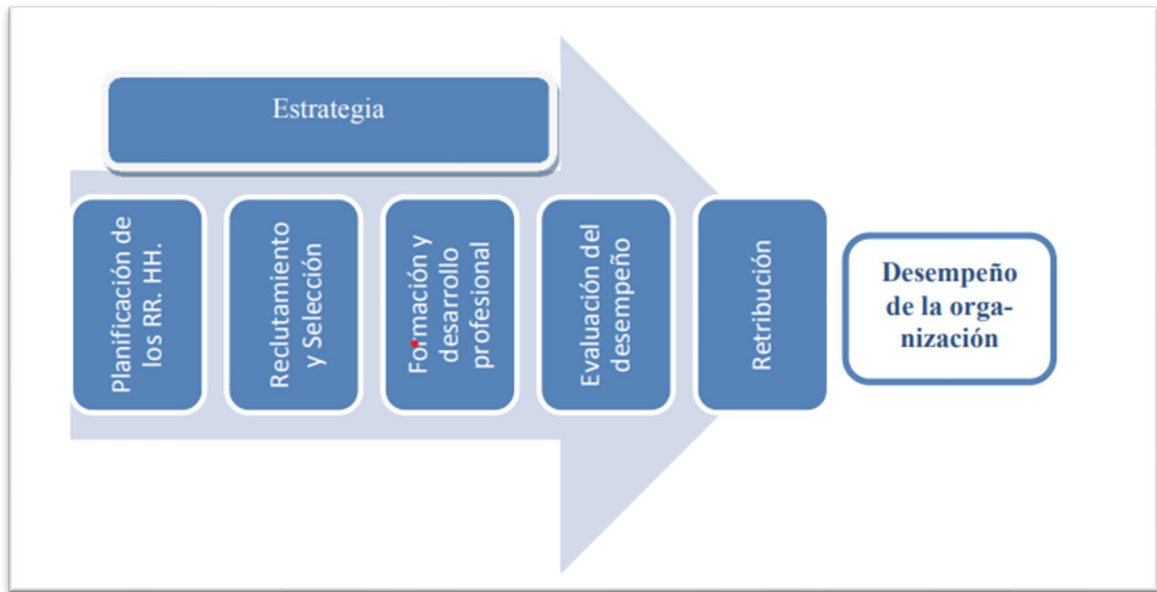 Estrategia
Planificación de
los RR. HH.
Reclutamiento
y Selección
Formación y
desarrollo
profesional
Evaluación del
desempeño
Retribución
Desempeño
de la orga-
nización